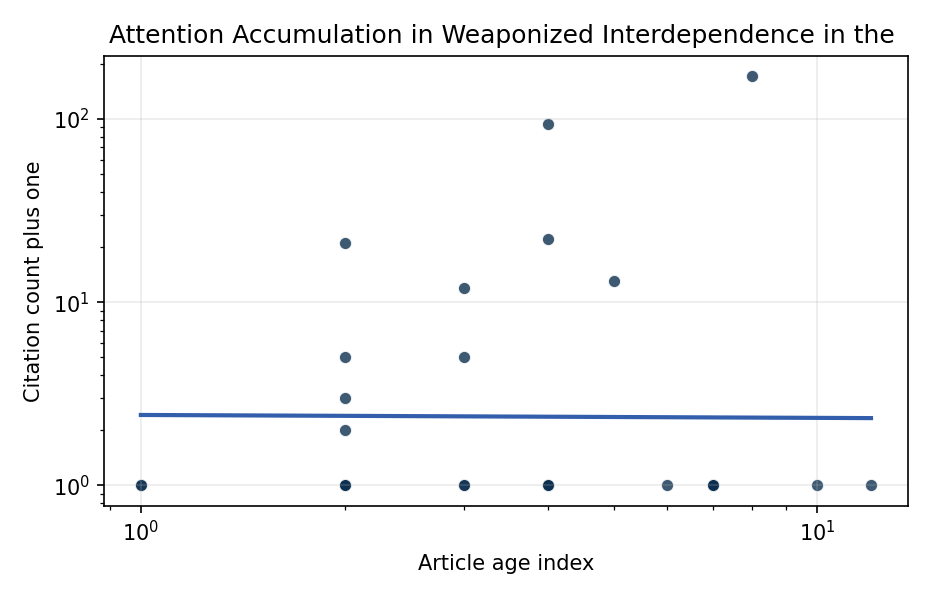 Attention Accumulation in Weaponized Interdependence in the
Citation count plus one
10²
10¹
10⁰
10⁰ 10¹
Article age index